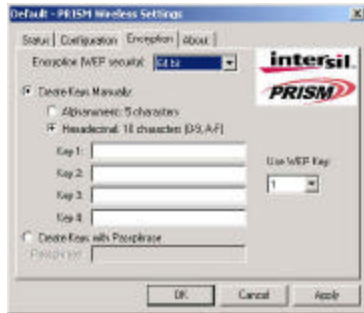 Default - PRISM Wireless Settings
Status Configuration Encryption About
Encryption (WEP security): 64 bit
intersil.
PRISM
Create Keys Manually
Alphanumeric: 5 characters
Hexadecimal: 10 characters (0-9, A-F)
Key 1:
Use WEP Key:
Key 2:
1
Key 3:
Key 4:
Create Keys with Passphrase
Passphrase:
OK Cancel Apply